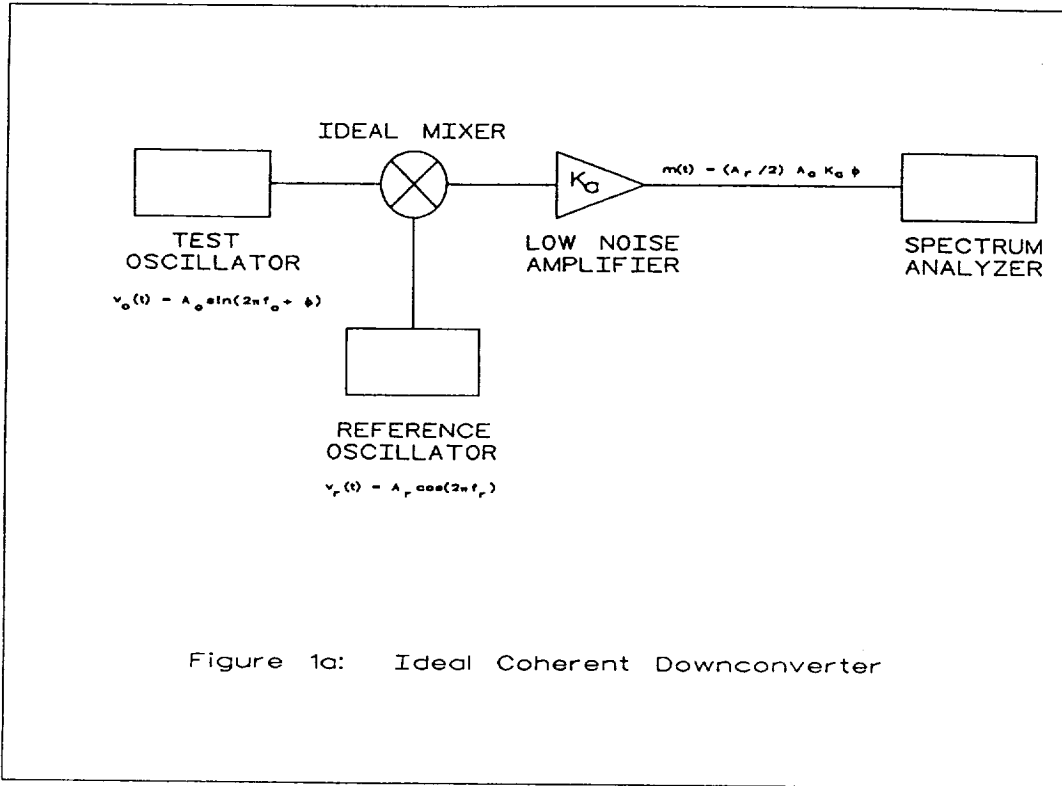 IDEAL MIXER
K_a
m(t) = (A_r/2) A_o K_a ϕ
TEST
OSCILLATOR
v_o(t) = A_o sin(2πf_o + ϕ)
LOW NOISE
AMPLIFIER
SPECTRUM
ANALYZER
REFERENCE
OSCILLATOR
v_r(t) = A_r cos(2πf_r)
Figure 1a: Ideal Coherent Downconverter